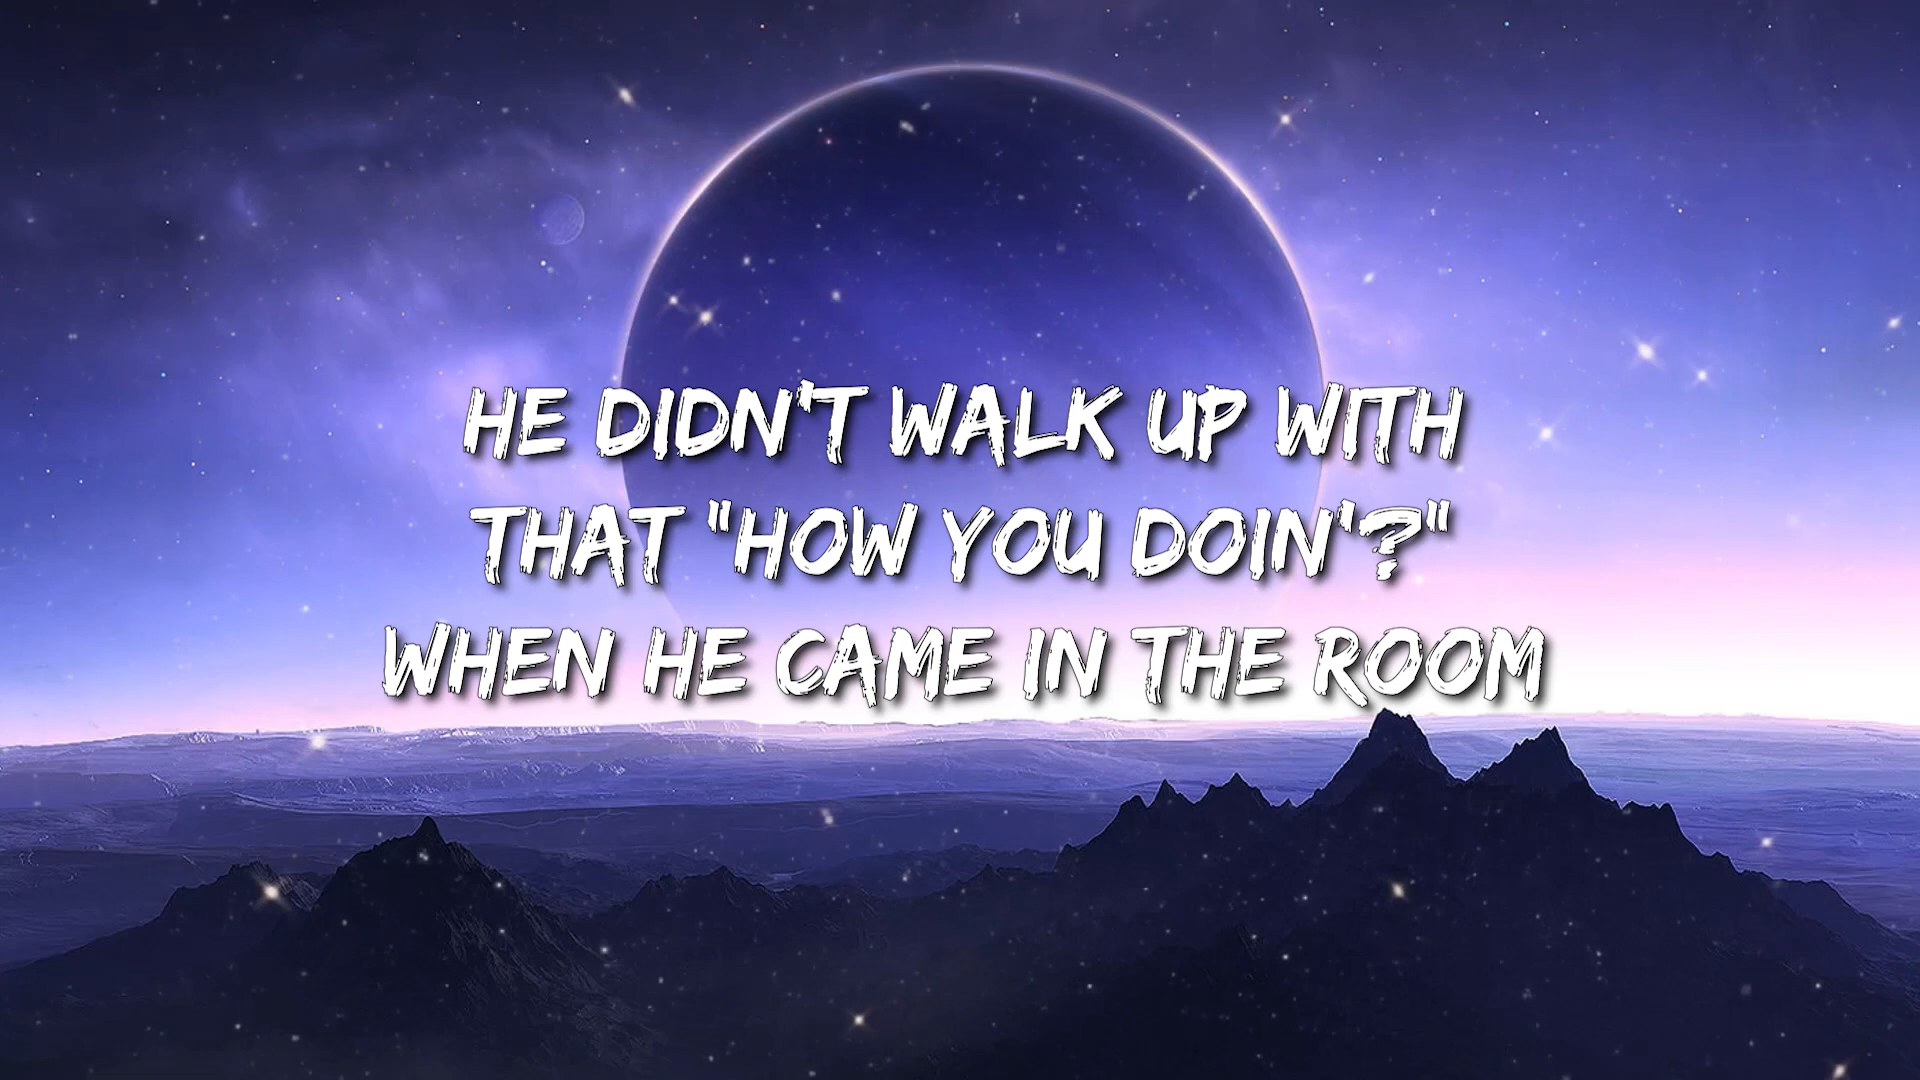 HE DIDN'T WALK UP WITH
THAT "HOW YOU DOIN'?"
WHEN HE CAME IN THE ROOM